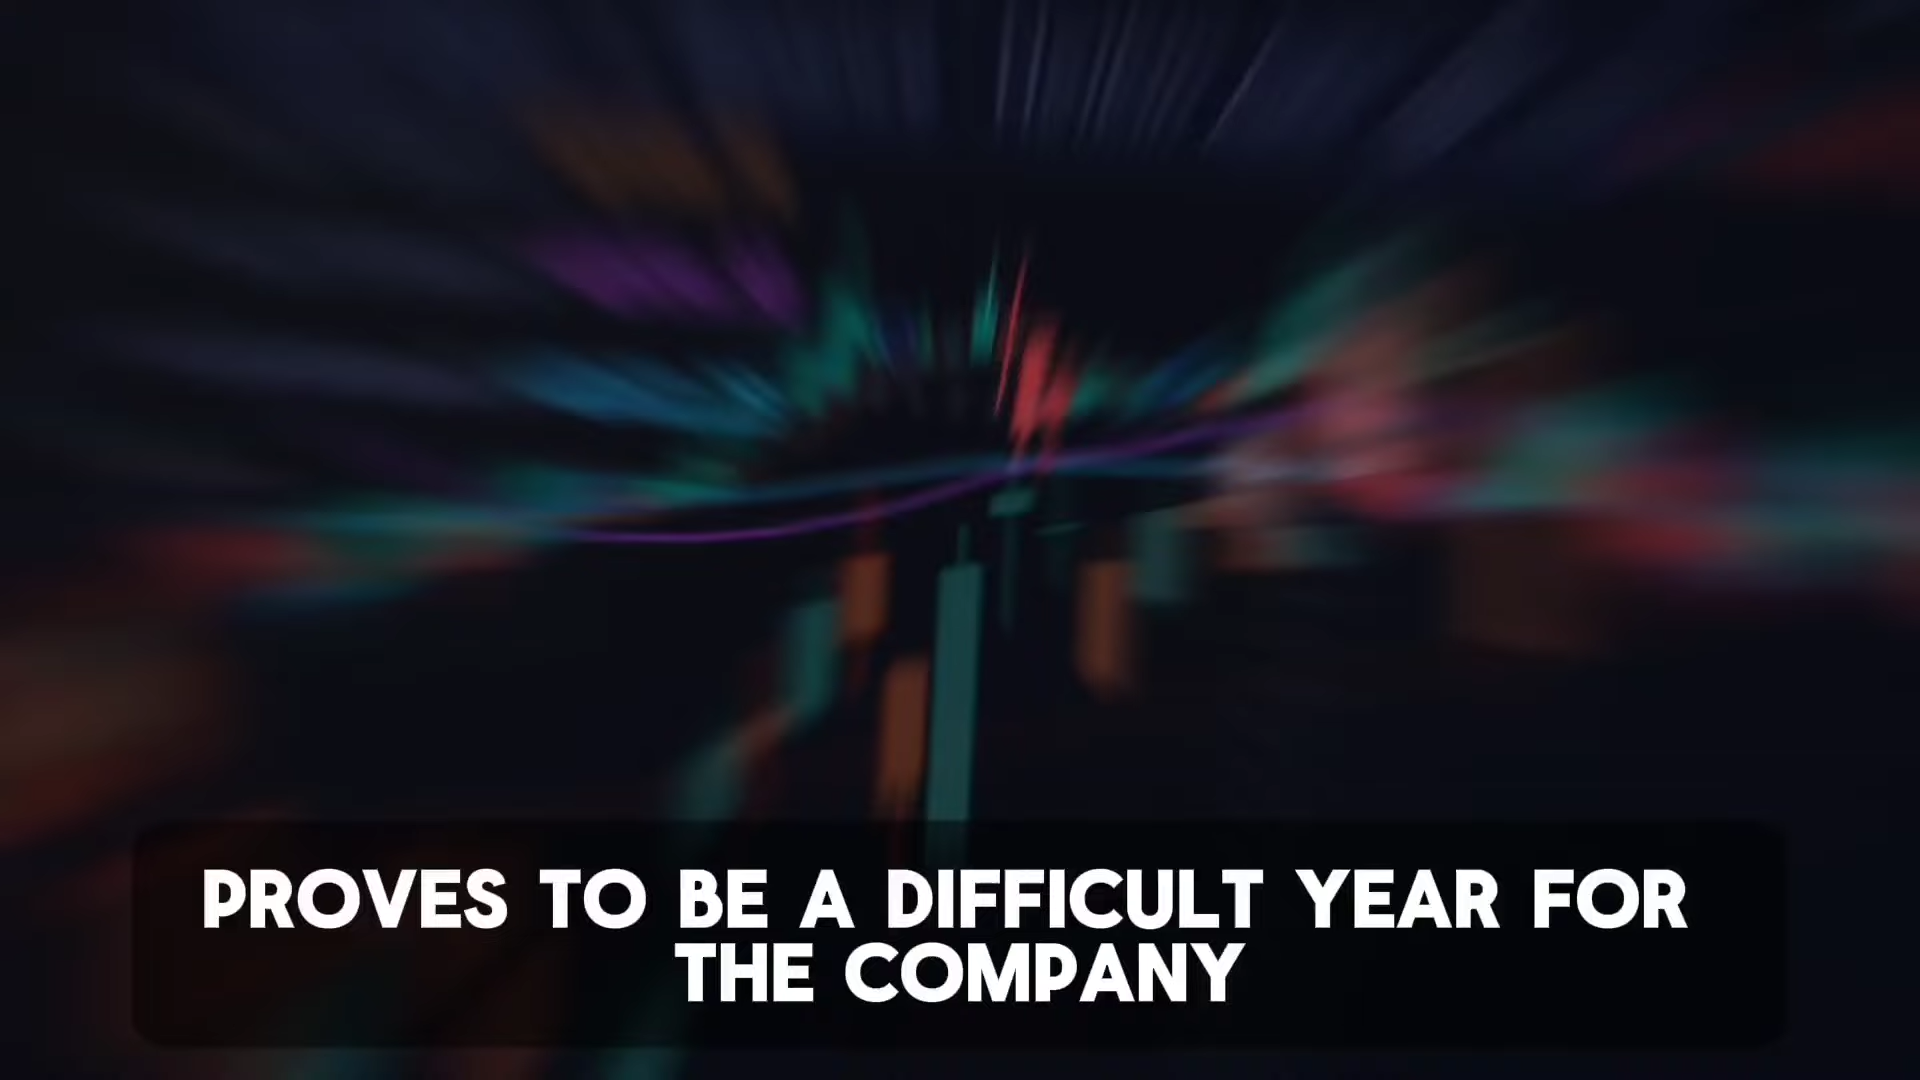 PROVES TO BE A DIFFICULT YEAR FOR
THE COMPANY